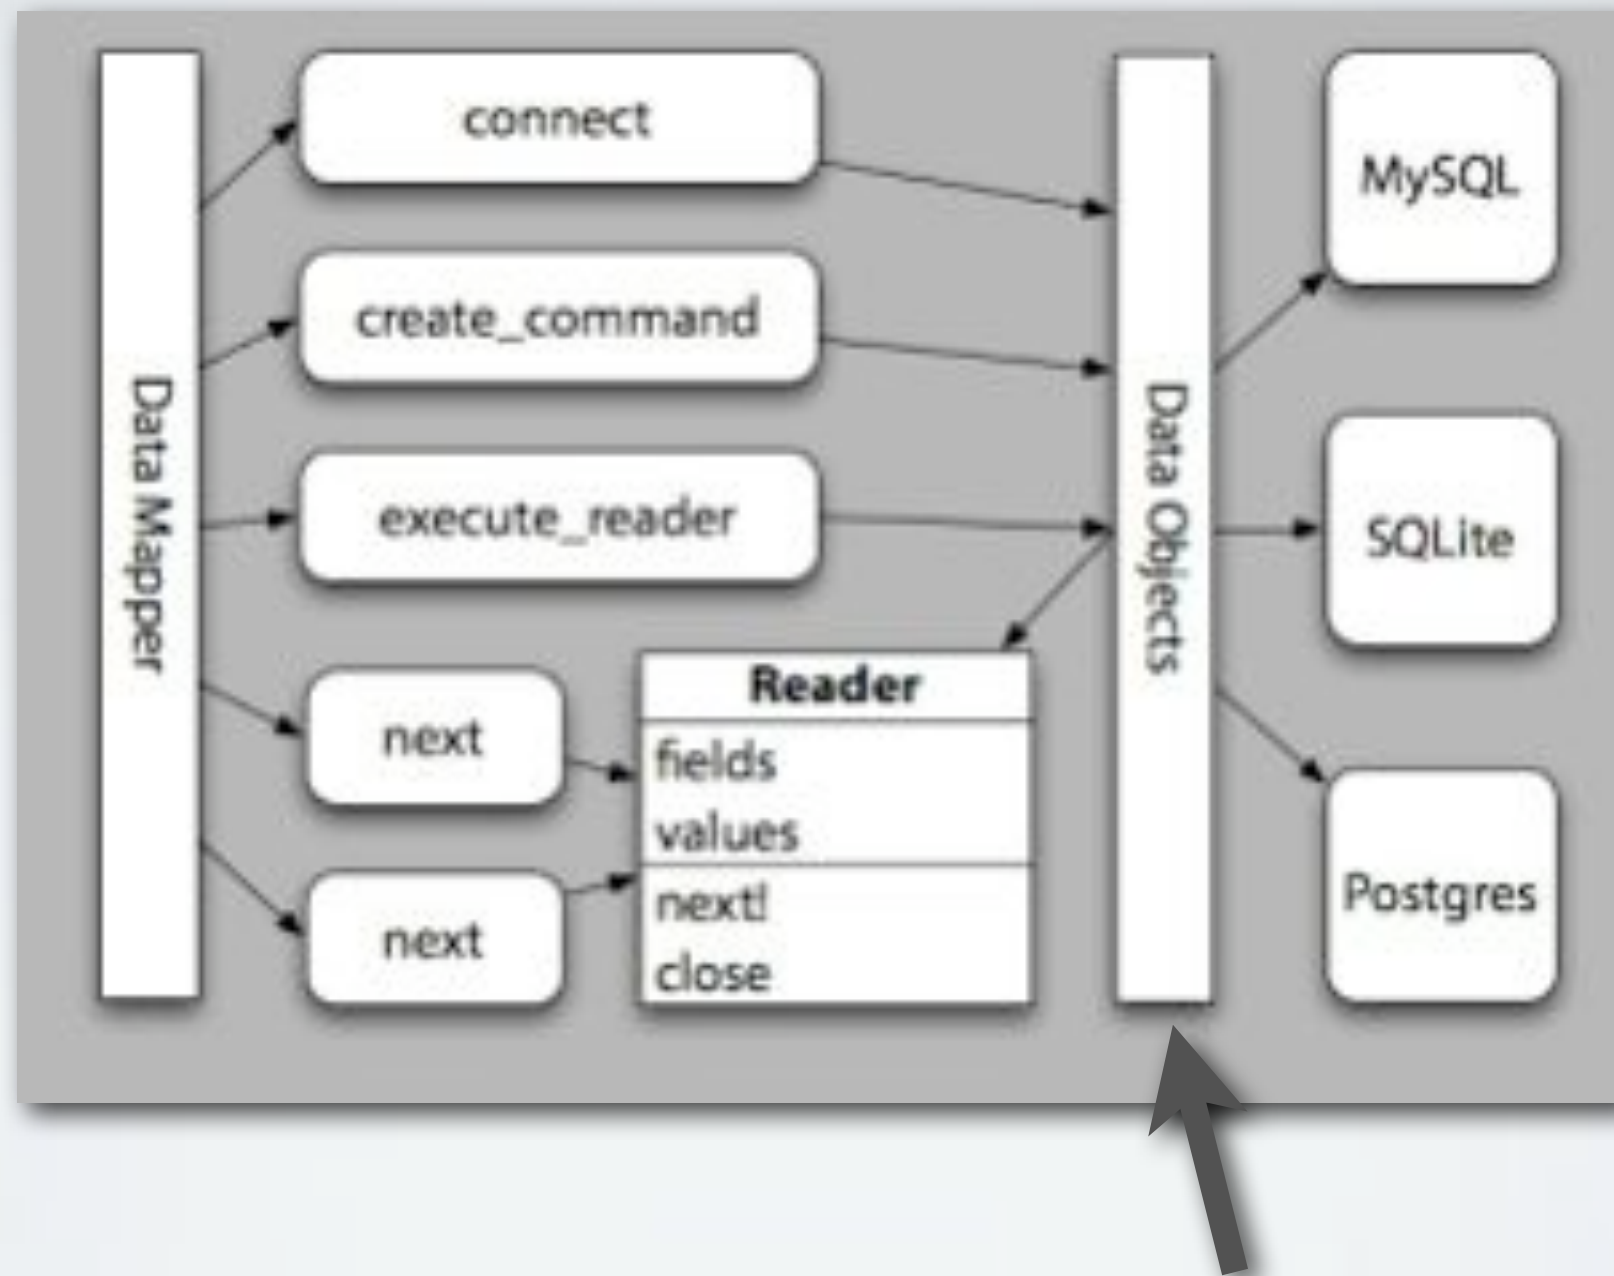 Data Mapper
connect
create_command
execute_reader
next
next
Reader
fields
values
next!
close
Data Objects
MySQL
SQLite
Postgres